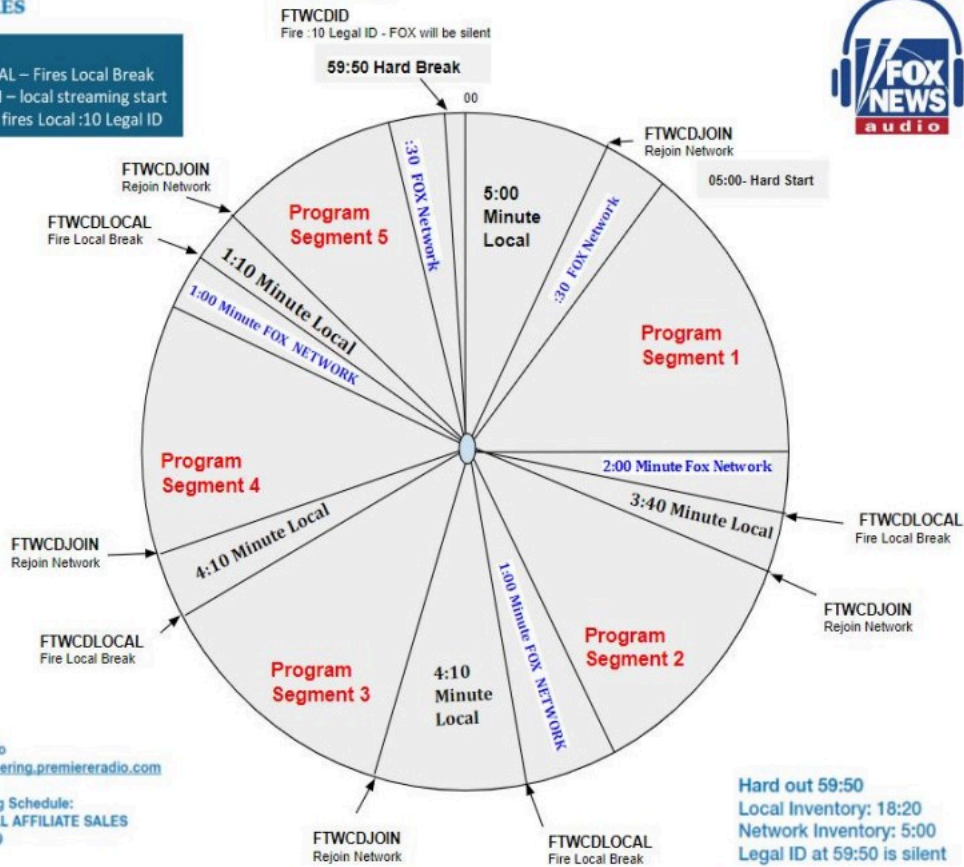 FTWCDID
Fire :10 Legal ID - FOX will be silent
59:50 Hard Break
00
AL – Fires Local Break
– local streaming start
fires Local :10 Legal ID
FOX
NEWS
audio
FTWCDJOIN
Rejoin Network
05:00- Hard Start
5:00
Minute
Local
:30 FOX Network
Program
Segment 1
2:00 Minute Fox Network
FTWCDLOCAL
Fire Local Break
3:40 Minute Local
FTWCDJOIN
Rejoin Network
Program
Segment 2
1:00 Minute FOX NETWORK
FTWCDLOCAL
Fire Local Break
4:10
Minute
Local
FTWCDJOIN
Rejoin Network
Program
Segment 3
FTWCDLOCAL
Fire Local Break
4:10 Minute Local
FTWCDJOIN
Rejoin Network
Program
Segment 4
1:00 Minute FOX NETWORK
FTWCDLOCAL
Fire Local Break
1:10 Minute Local
FTWCDJOIN
Rejoin Network
Program
Segment 5
:30 FOX Network
ering.premiereradio.com
g Schedule:
L AFFILIATE SALES
Hard out 59:50
Local Inventory: 18:20
Network Inventory: 5:00
Legal ID at 59:50 is silent